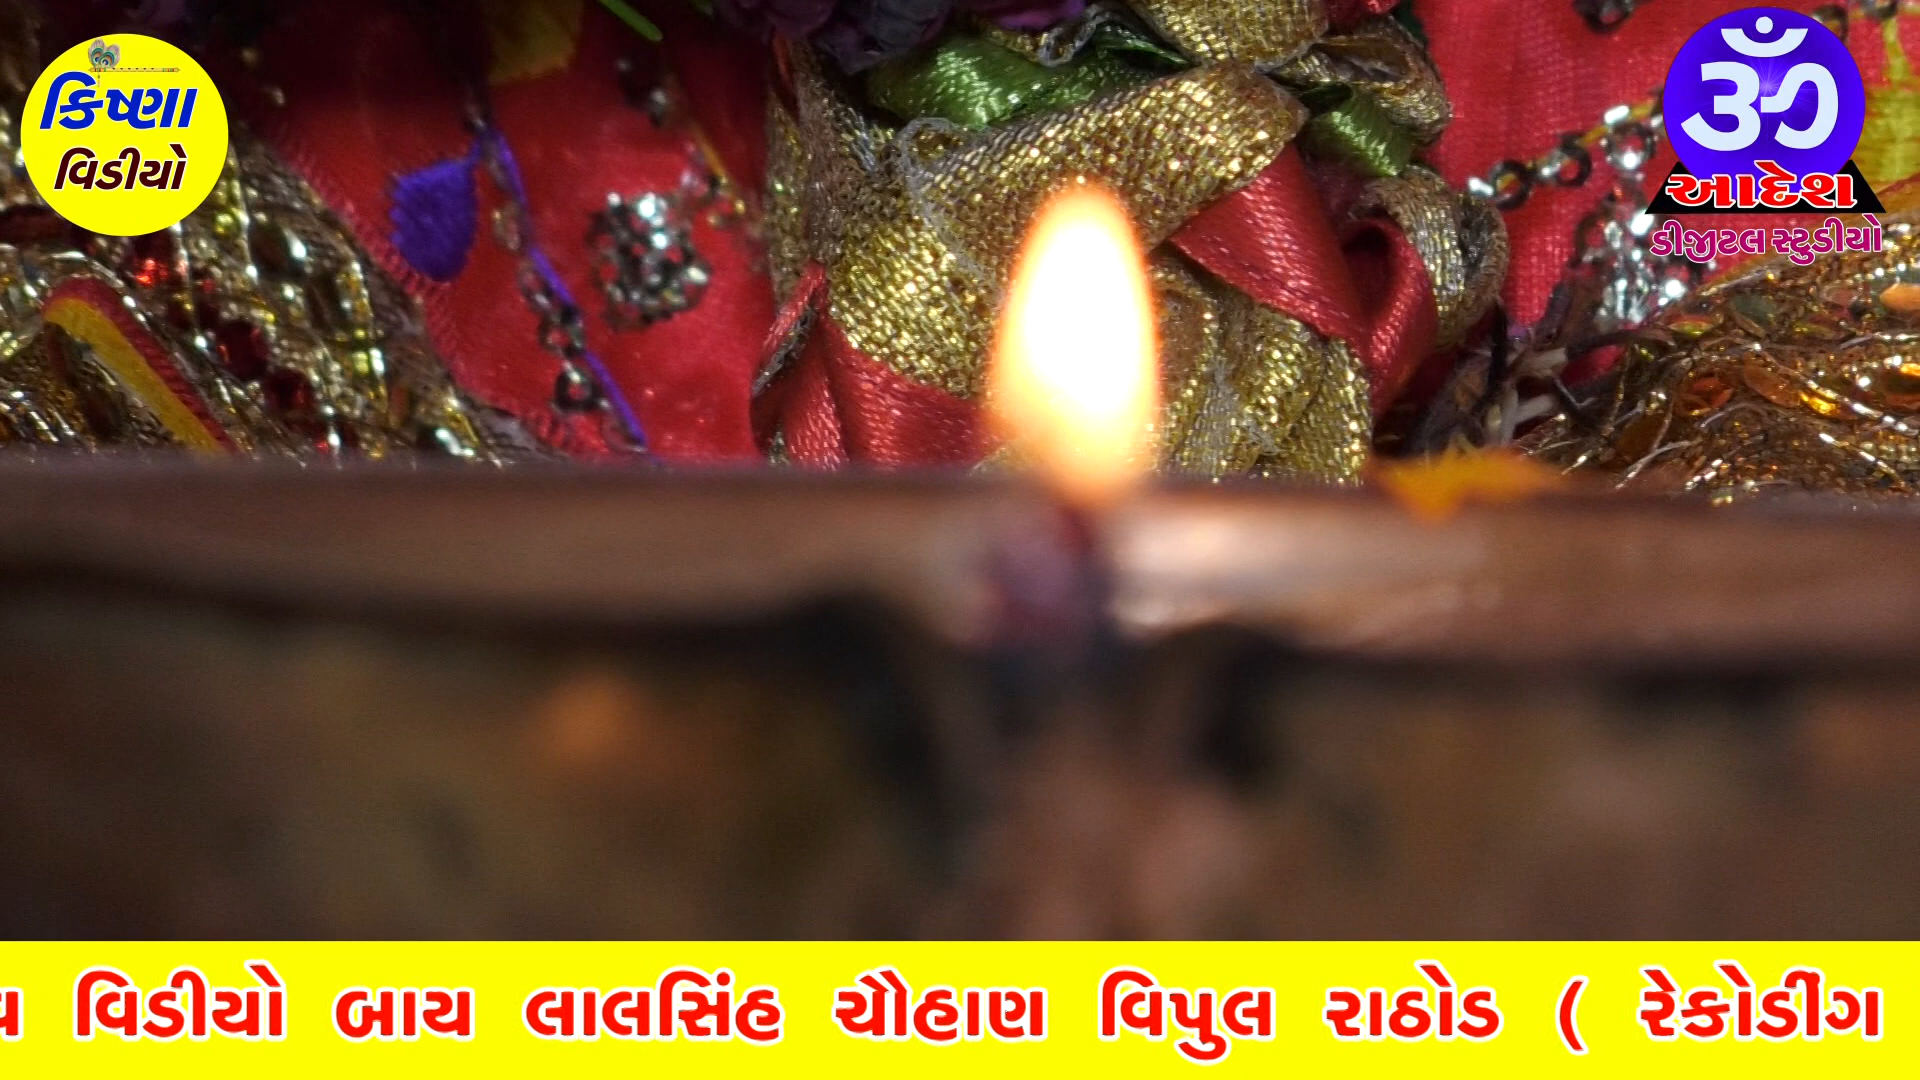 ક્રિષ્ણા
વિડીયો
ૐ
આદેશ
ડીજીટલ સ્ટુડીયો
વિડીયો બાય લાલસિંહ ચૌહાણ વિપુલ રાઠોડ ( રેકોર્ડીંગ